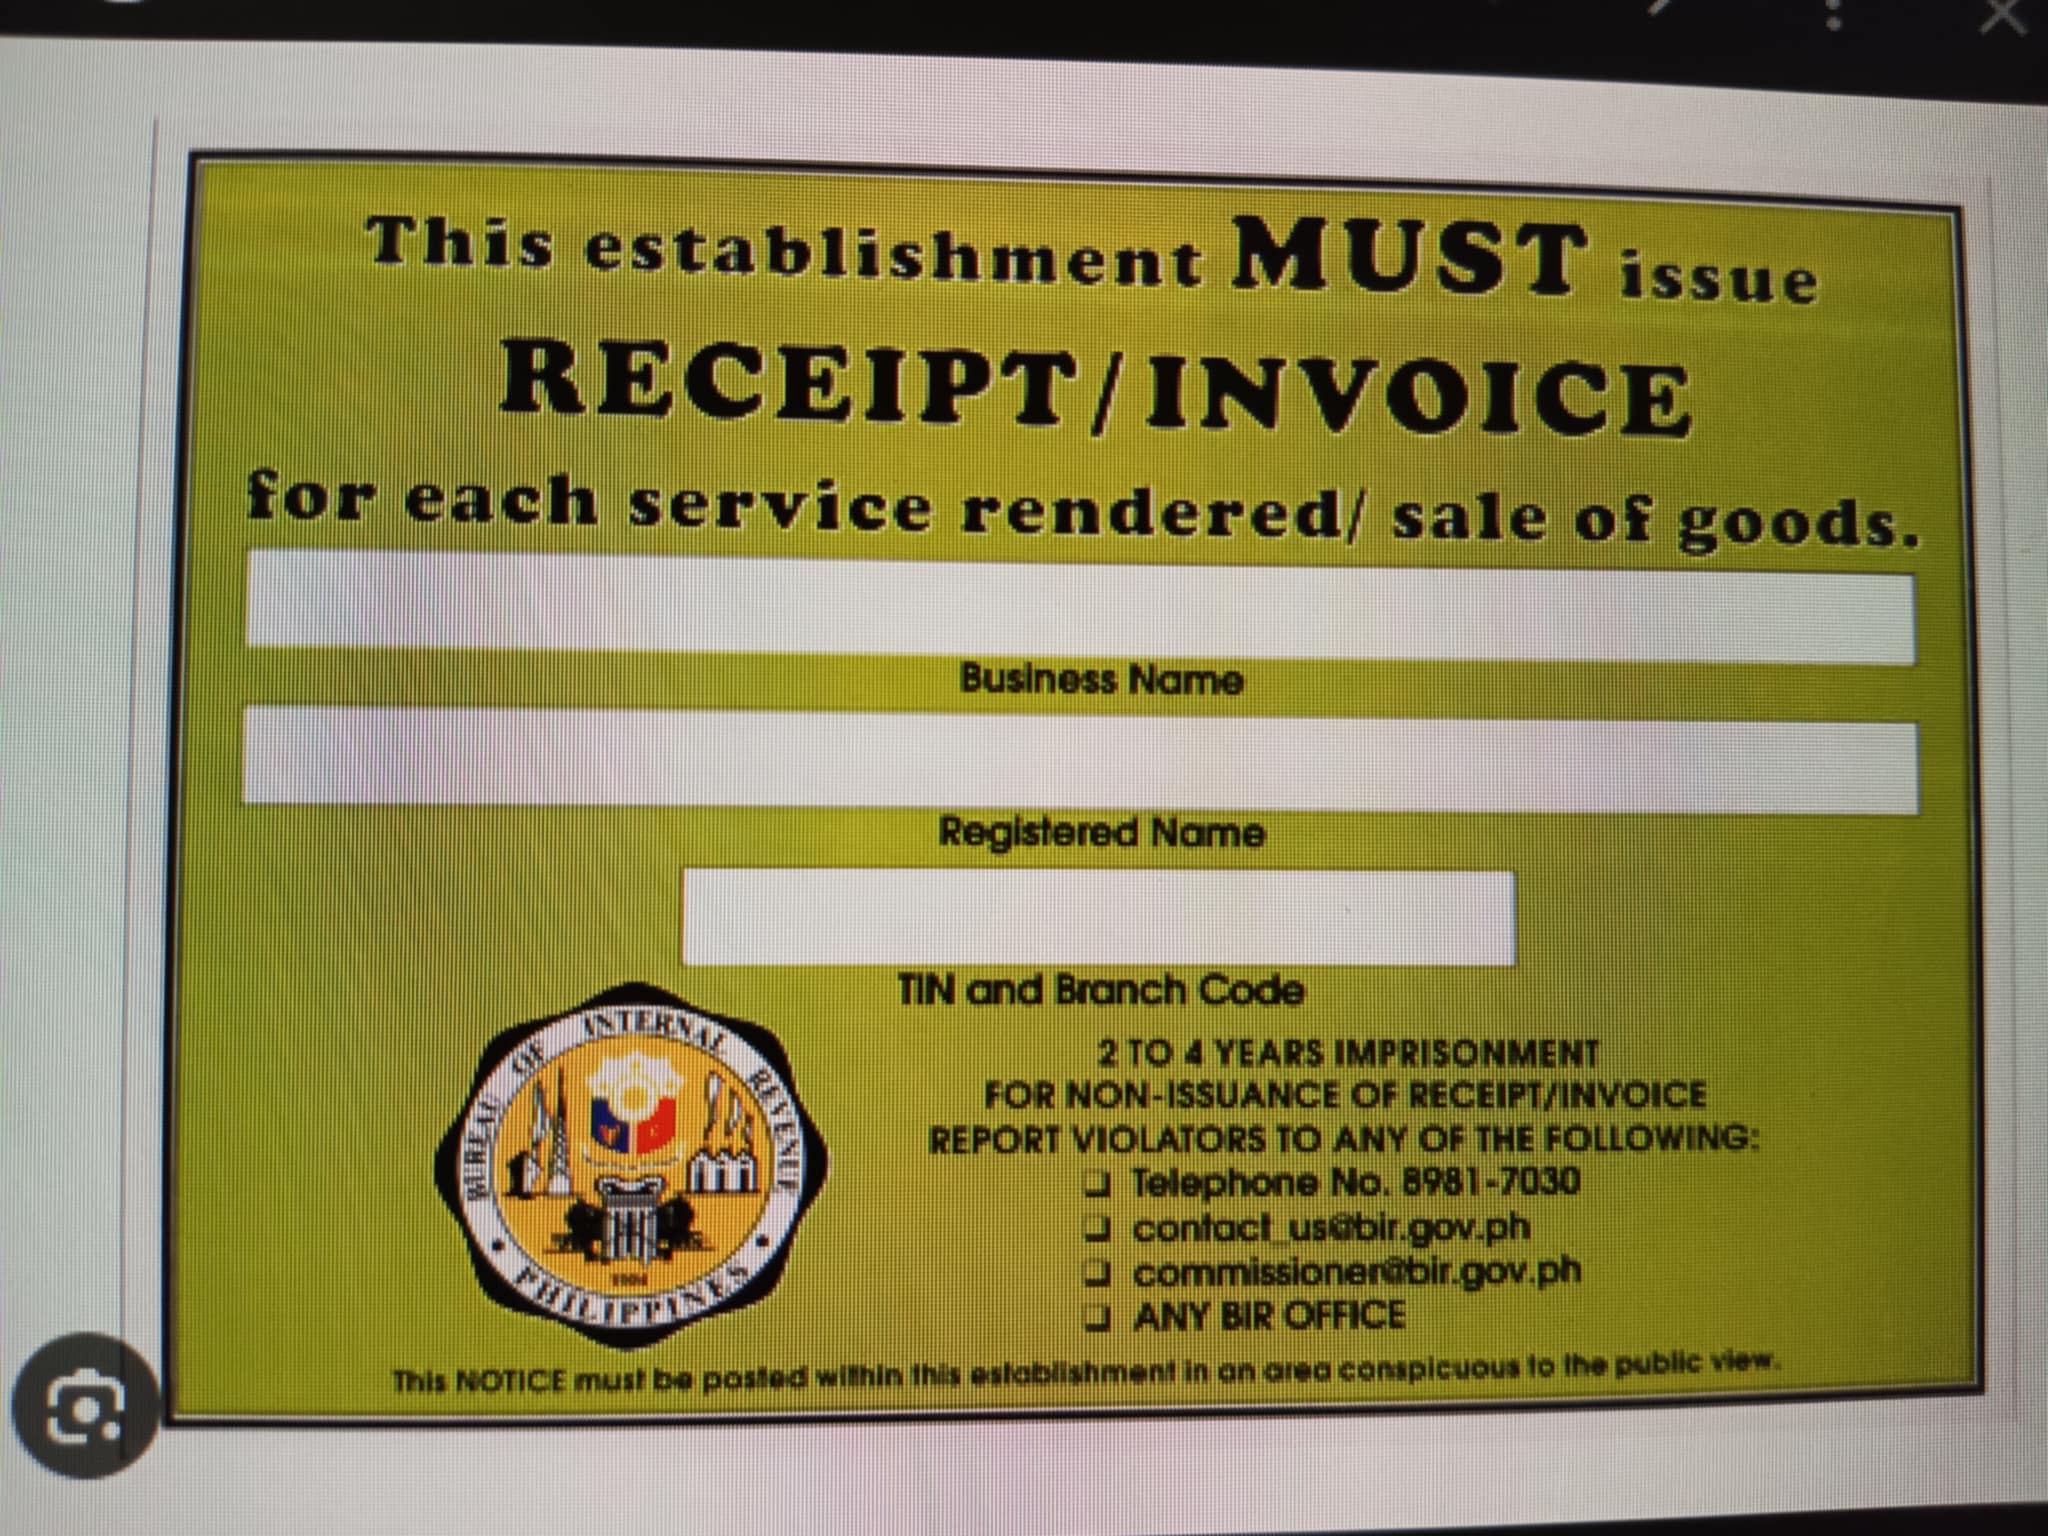 This establishment MUST issue
RECEIPT/INVOICE
for each service rendered/ sale of goods.
Business Name
Registered Name
TIN and Branch Code
BUREAU OF INTERNAL REVENUE
PHILIPPINES
2 TO 4 YEARS IMPRISONMENT
FOR NON-ISSUANCE OF RECEIPT/INVOICE
REPORT VIOLATORS TO ANY OF THE FOLLOWING:
❑ Telephone No. 8981-7030
❑ contact_us@bir.gov.ph
❑ commissioner@bir.gov.ph
❑ ANY BIR OFFICE
This NOTICE must be posted within this establishment in an area conspicuous to the public view.